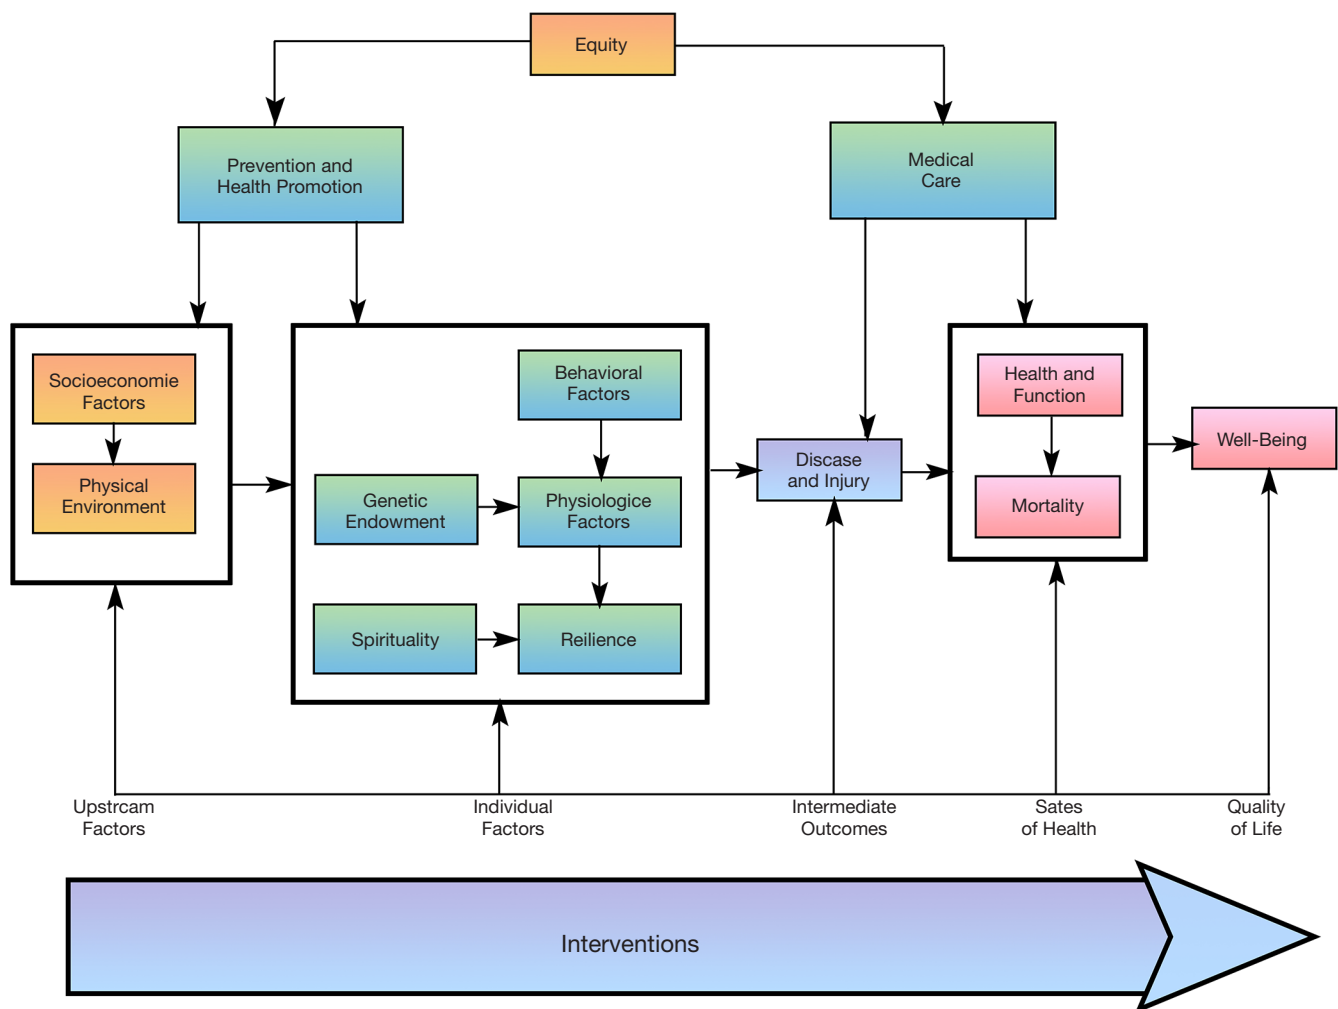 Equity
Prevention and
Health Promotion
Medical
Care
Socioeconomie
Factors
Physical
Environment
Behavioral
Factors
Genetic
Endowment
Physiologice
Factors
Spirituality
Reilience
Discase
and Injury
Health and
Function
Mortality
Well-Being
Upstrcam
Factors
Individual
Factors
Intermediate
Outcomes
Sates
of Health
Quality
of Life
Interventions